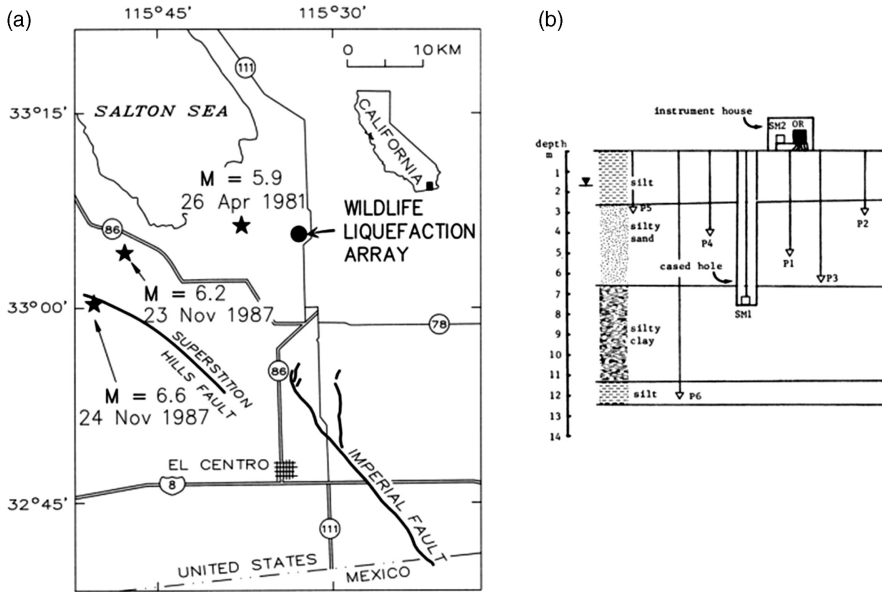 (a)
115°45'
115°30'
0 10 KM
111
33°15'
SALTON SEA
CALIFORNIA
M = 5.9
26 Apr 1981
WILDLIFE
LIQUEFACTION
ARRAY
86
M = 6.2
23 Nov 1987
33°00'
78
SUPERSTITION
HILLS FAULT
86
111
M = 6.6
24 Nov 1987
EL CENTRO
8
IMPERIAL FAULT
32°45'
111
UNITED STATES
MEXICO
(b)
instrument house
SM2 OR
depth
m
1
2
3
4
5
6
7
8
9
10
11
12
13
14
silt
P5
silty
sand
P4
P2
P1
cased hole
P3
SM1
silty
clay
silt
P6